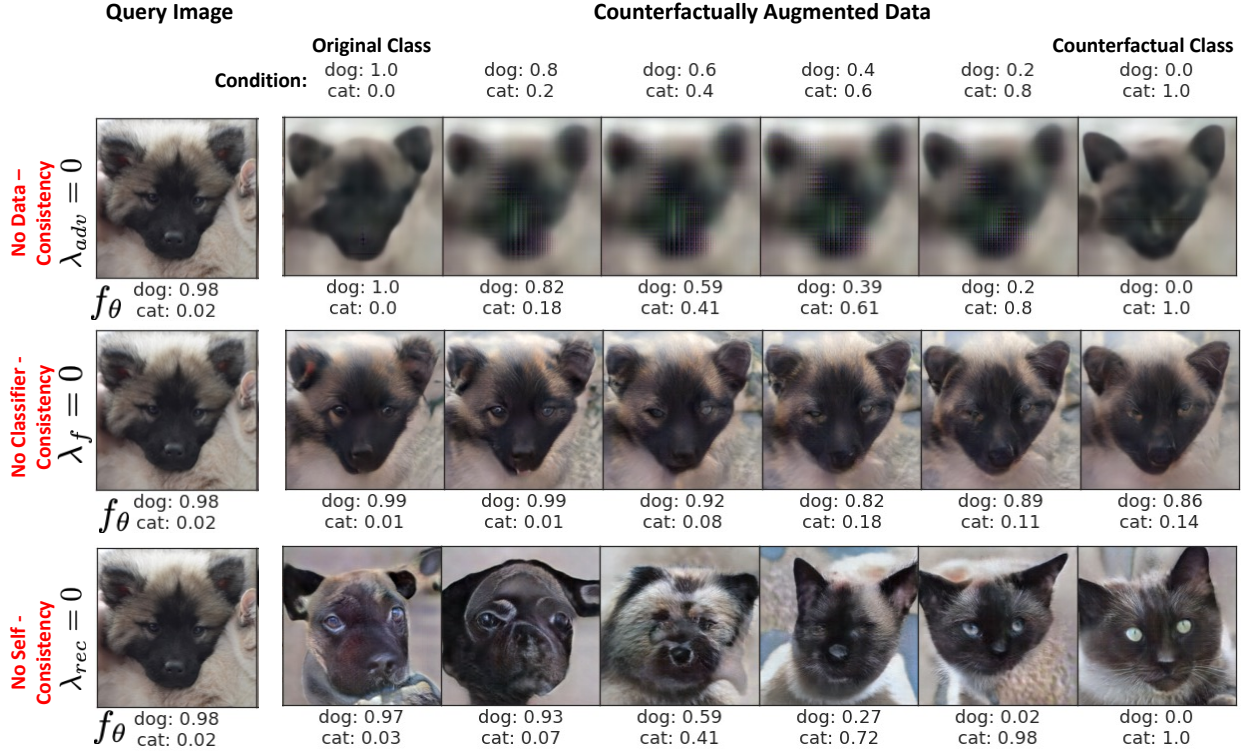 Query Image
Counterfactually Augmented Data
Original Class
Counterfactual Class
Condition:
dog: 1.0
cat: 0.0
dog: 0.8
cat: 0.2
dog: 0.6
cat: 0.4
dog: 0.4
cat: 0.6
dog: 0.2
cat: 0.8
dog: 0.0
cat: 1.0
No Data –
Consistency
λ_adv = 0
f_θ
dog: 0.98
cat: 0.02
dog: 1.0
cat: 0.0
dog: 0.82
cat: 0.18
dog: 0.59
cat: 0.41
dog: 0.39
cat: 0.61
dog: 0.2
cat: 0.8
dog: 0.0
cat: 1.0
No Classifier -
Consistency
λ_f = 0
f_θ
dog: 0.98
cat: 0.02
dog: 0.99
cat: 0.01
dog: 0.99
cat: 0.01
dog: 0.92
cat: 0.08
dog: 0.82
cat: 0.18
dog: 0.89
cat: 0.11
dog: 0.86
cat: 0.14
No Self -
Consistency
λ_rec = 0
f_θ
dog: 0.98
cat: 0.02
dog: 0.97
cat: 0.03
dog: 0.93
cat: 0.07
dog: 0.59
cat: 0.41
dog: 0.27
cat: 0.72
dog: 0.02
cat: 0.98
dog: 0.0
cat: 1.0